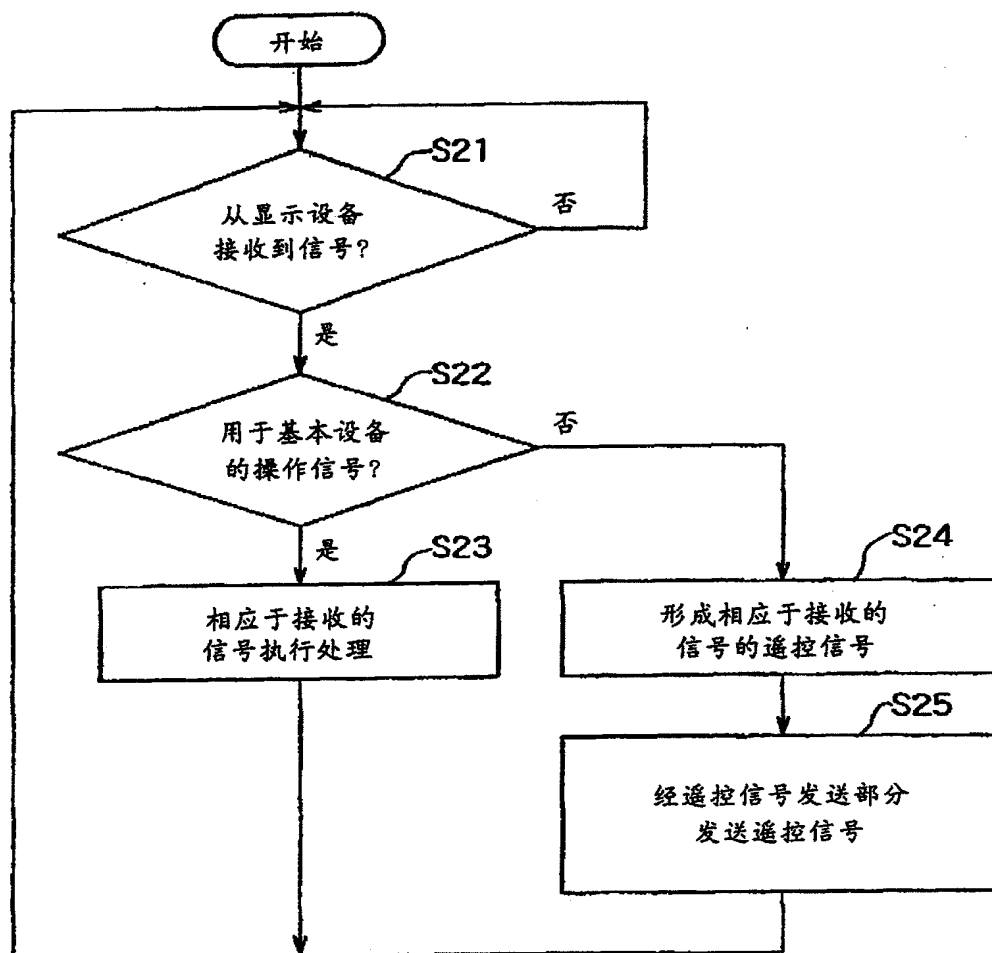 开始
S21
从显示设备
接收到信号?
否
是
S22
用于基本设备
的操作信号?
否
是
S23
相应于接收的
信号执行处理
S24
形成相应于接收的
信号的遥控信号
S25
经遥控信号发送部分
发送遥控信号